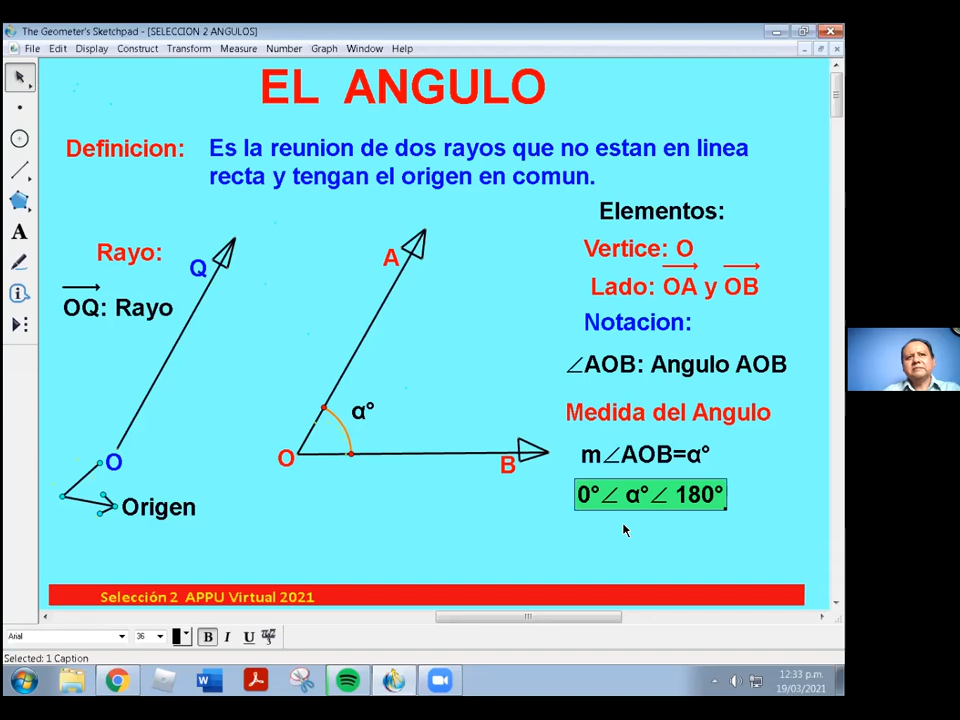 The Geometer's Sketchpad - [SELECCION 2 ANGULOS]
File Edit Display Construct Transform Measure Number Graph Window Help
EL ANGULO
Definicion: Es la reunion de dos rayos que no estan en linea
recta y tengan el origen en comun.
Elementos:
Rayo:
Q
A
Vertice: O
OQ: Rayo
Lado: OA y OB
Notacion:
∠AOB: Angulo AOB
α°
Medida del Angulo
O
O
B
m∠AOB=α°
0°∠ α°∠ 180°
Origen
Selección 2 APPU Virtual 2021
Arial 36 B I U
Selected: 1 Caption
12:33 p.m.
19/03/2021